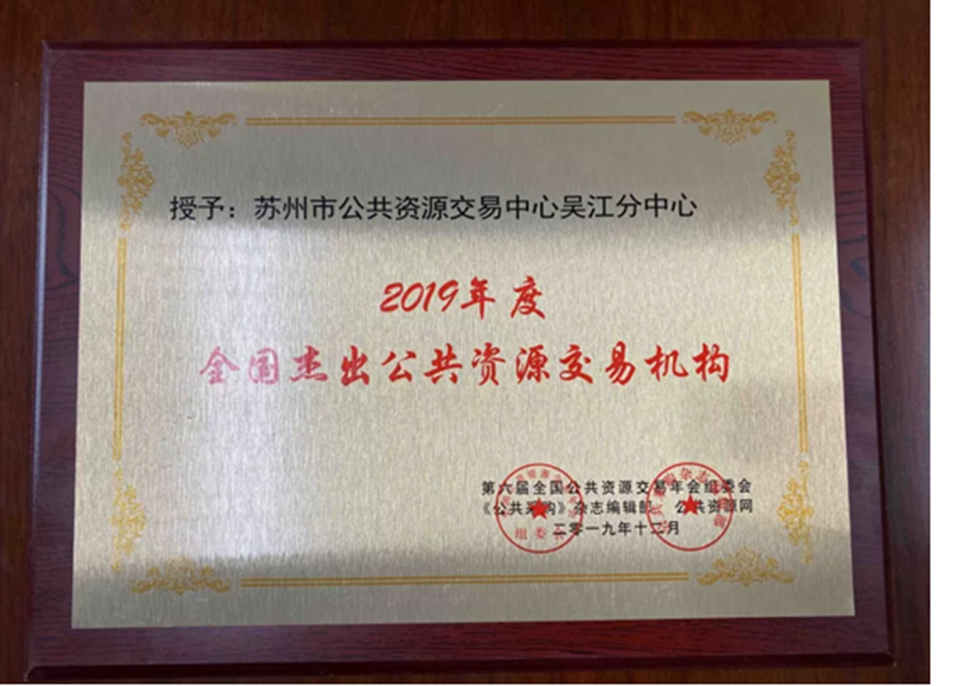 授予：苏州市公共资源交易中心吴江分中心
2019年度
全国杰出公共资源交易机构
第六届全国公共资源交易年会组委会
《公共采购》杂志编辑部 公共资源网
二零一九年十二月
组委会